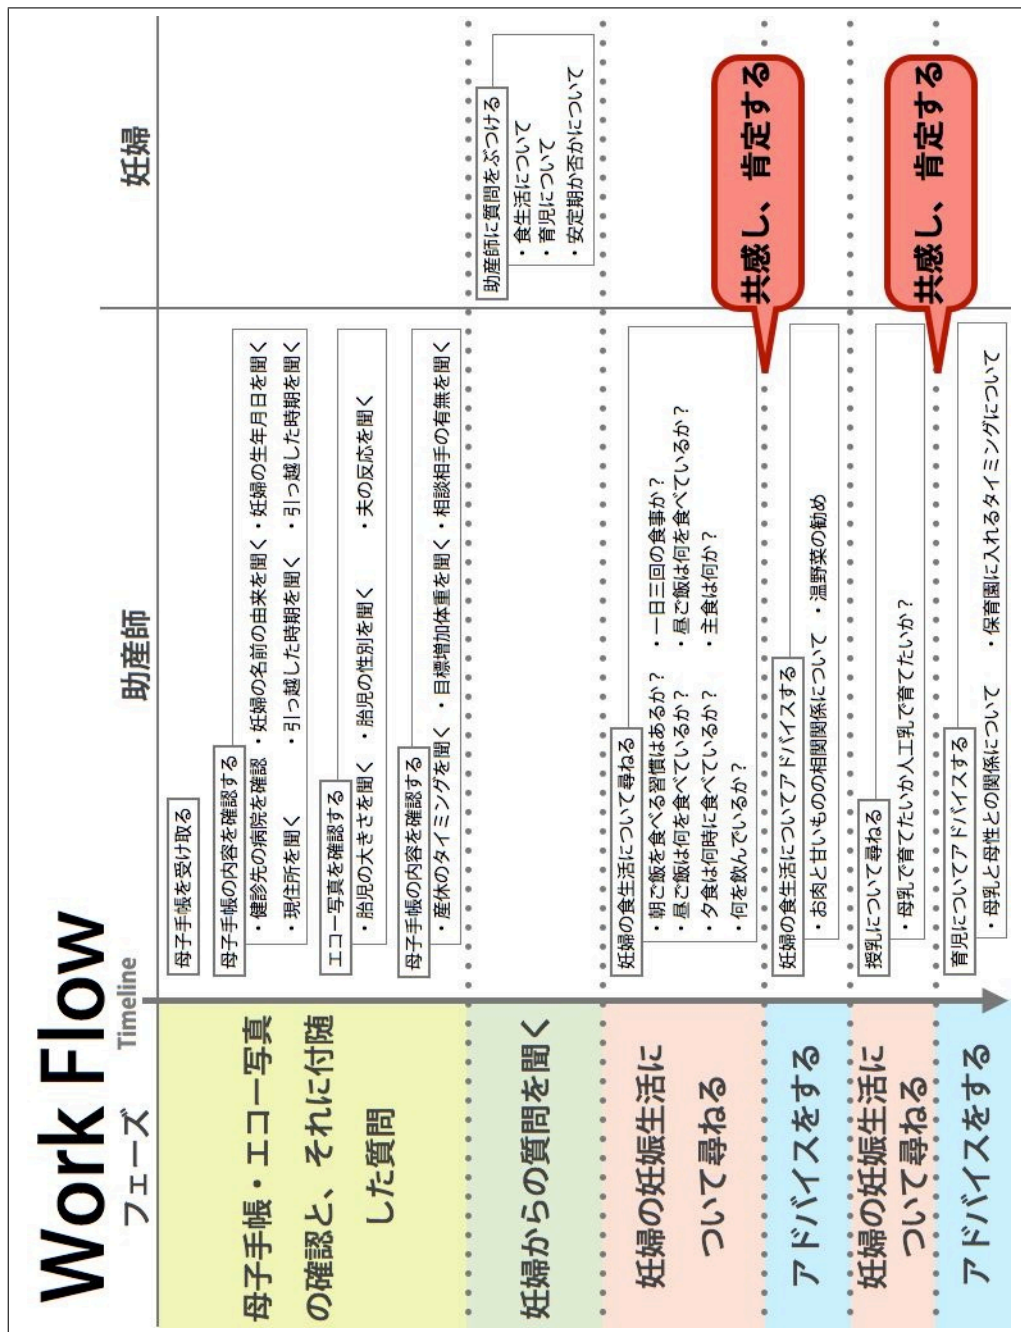 Work Flow
フェーズ
Timeline
助産師
妊婦
母子手帳・エコー写真
の確認と、それに付随
した質問
母子手帳を受け取る
母子手帳の内容を確認する
・健診先の病院を確認 ・妊婦の名前の由来を聞く ・妊婦の生年月日を聞く
・現住所を聞く ・引っ越した時期を聞く ・引っ越した時期を聞く
エコー写真を確認する
・胎児の大きさを聞く ・胎児の性別を聞く ・夫の反応を聞く
母子手帳の内容を確認する
・産休のタイミングを聞く ・目標増加体重を聞く ・相談相手の有無を聞く
妊婦からの質問を聞く
助産師に質問をぶつける
・食生活について
・育児について
・安定期か否かについて
妊婦の妊娠生活に
ついて尋ねる
妊婦の食生活について尋ねる
・朝ご飯を食べる習慣はあるか? ・一日三回の食事か?
・昼ご飯は何を食べているか? ・昼ご飯は何を食べているか?
・夕食は何時に食べているか? ・主食は何か?
・何を飲んでいるか?
共感し、肯定する
アドバイスをする
妊婦の食生活についてアドバイスする
・お肉と甘いものの相関関係について ・温野菜の勧め
妊婦の妊娠生活に
ついて尋ねる
授乳について尋ねる
・母乳で育てたいか人工乳で育てたいか?
共感し、肯定する
アドバイスをする
育児についてアドバイスする
・母乳と母性との関係について ・保育園に入れるタイミングについて